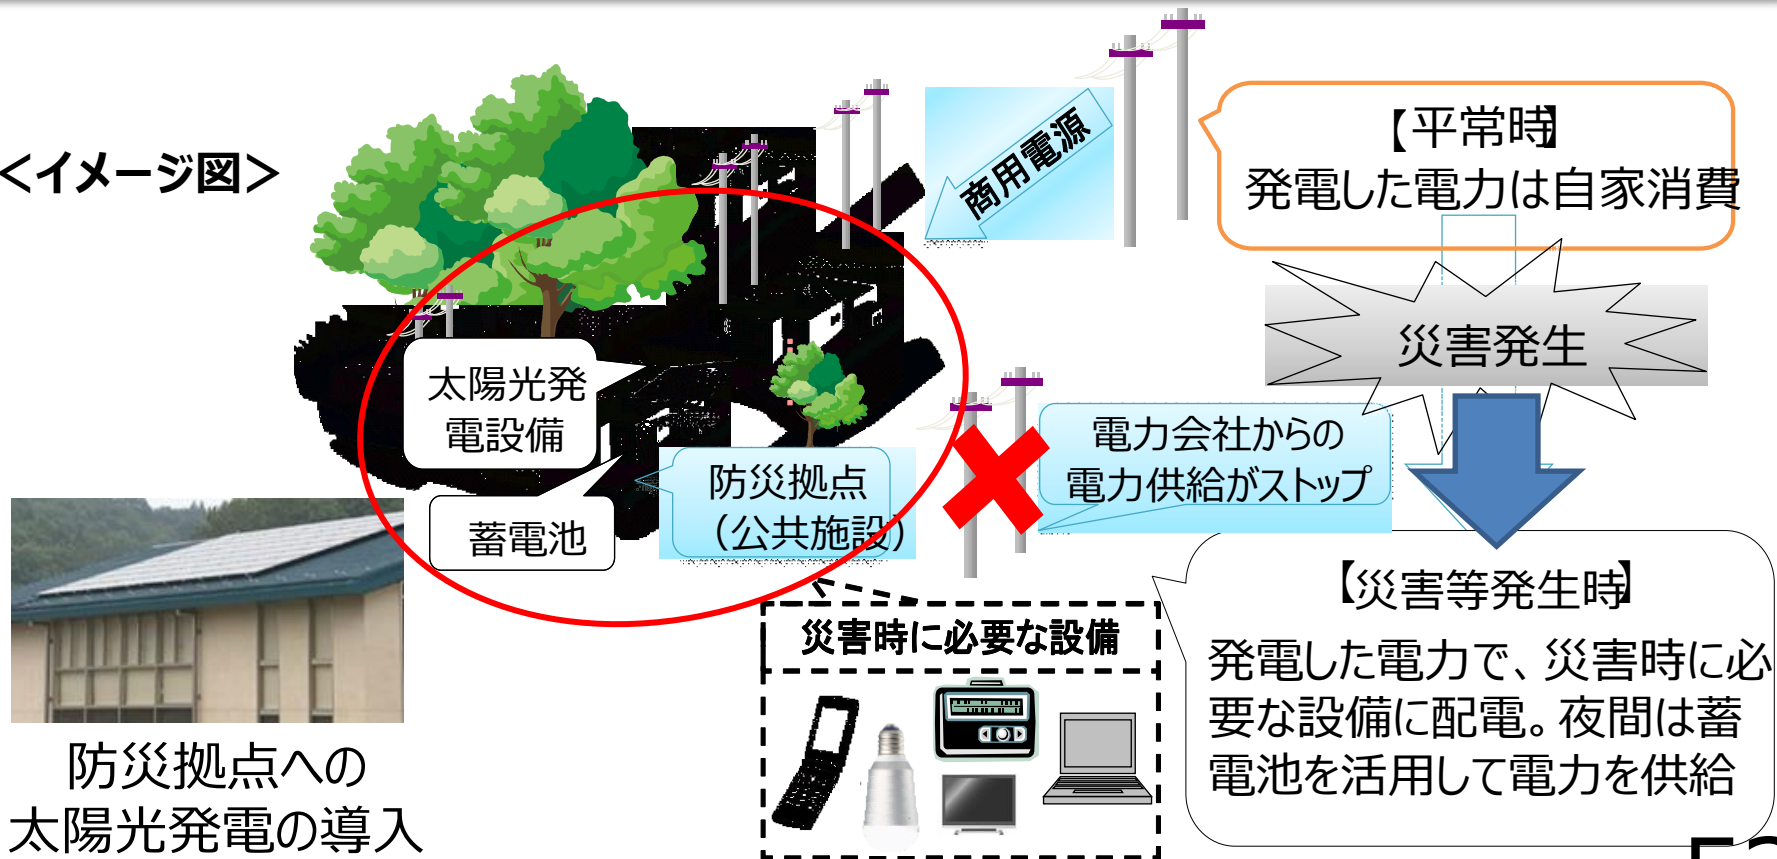 <イメージ図>
商用電源
【平常時】
発電した電力は自家消費
災害発生
太陽光発
電設備
蓄電池
防災拠点
（公共施設）
電力会社からの
電力供給がストップ
【災害等発生時】
発電した電力で、災害時に必
要な設備に配電。夜間は蓄
電池を活用して電力を供給
災害時に必要な設備
防災拠点への
太陽光発電の導入